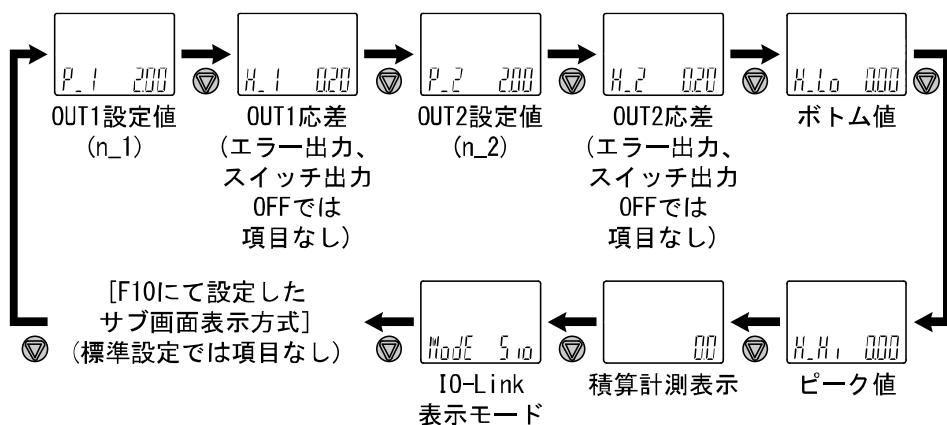 P_1 2.00
OUT1設定値
(n_1)
H_1 0.20
OUT1応差
(エラー出力、
スイッチ出力
OFFでは
項目なし)
P_2 2.00
OUT2設定値
(n_2)
H_2 0.20
OUT2応差
(エラー出力、
スイッチ出力
OFFでは
項目なし)
H_Lo 0.00
ボトム値
H_Hi 0.00
ピーク値
0.0
積算計測表示
ModE Sio
IO-Link
表示モード
[F10にて設定した
サブ画面表示方式]
(標準設定では項目なし)